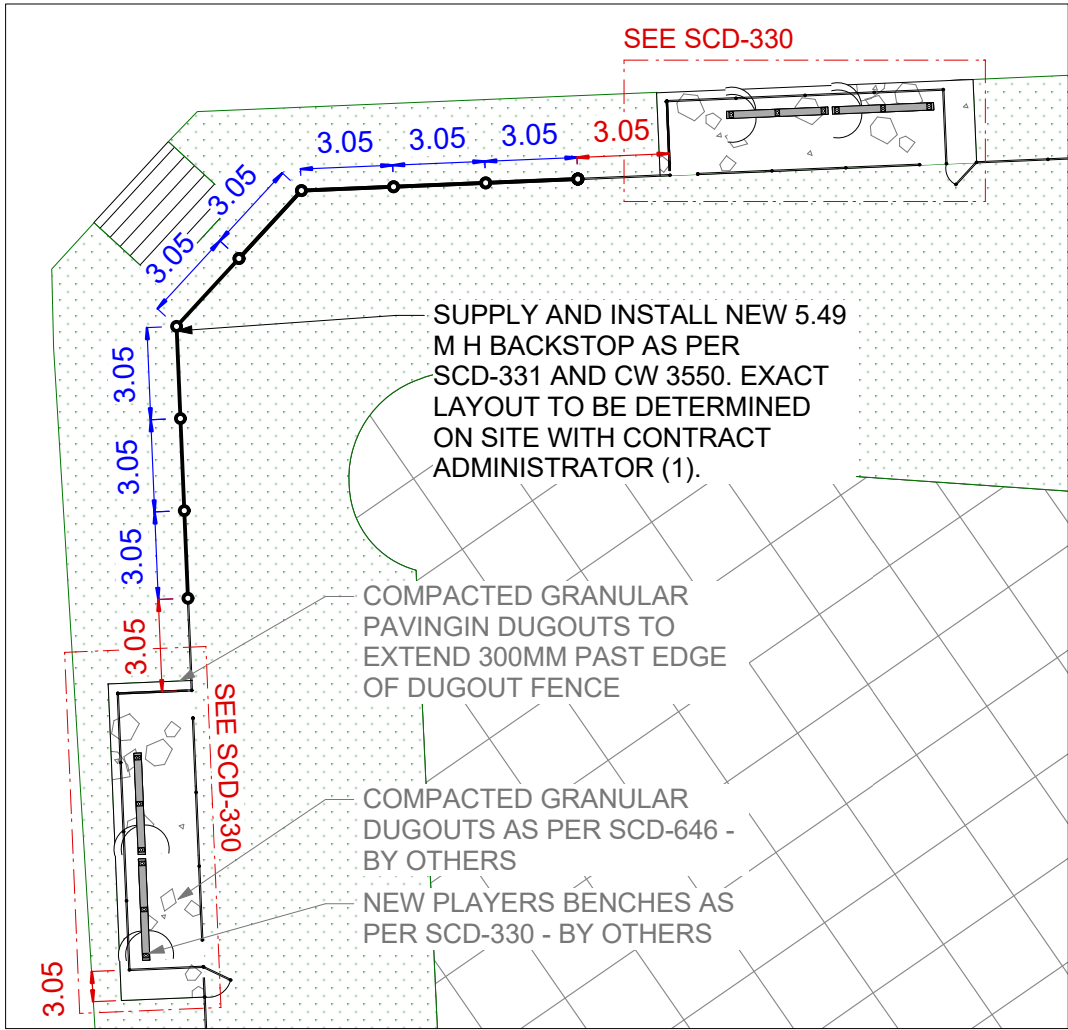 SEE SCD-330
3.05
3.05
3.05
3.05
3.05
3.05
3.05
3.05
3.05
3.05
SUPPLY AND INSTALL NEW 5.49
M H BACKSTOP AS PER
SCD-331 AND CW 3550. EXACT
LAYOUT TO BE DETERMINED
ON SITE WITH CONTRACT
ADMINISTRATOR (1).
COMPACTED GRANULAR
PAVINGIN DUGOUTS TO
EXTEND 300MM PAST EDGE
OF DUGOUT FENCE
SEE SCD-330
COMPACTED GRANULAR
DUGOUTS AS PER SCD-646 -
BY OTHERS
NEW PLAYERS BENCHES AS
PER SCD-330 - BY OTHERS
3.05